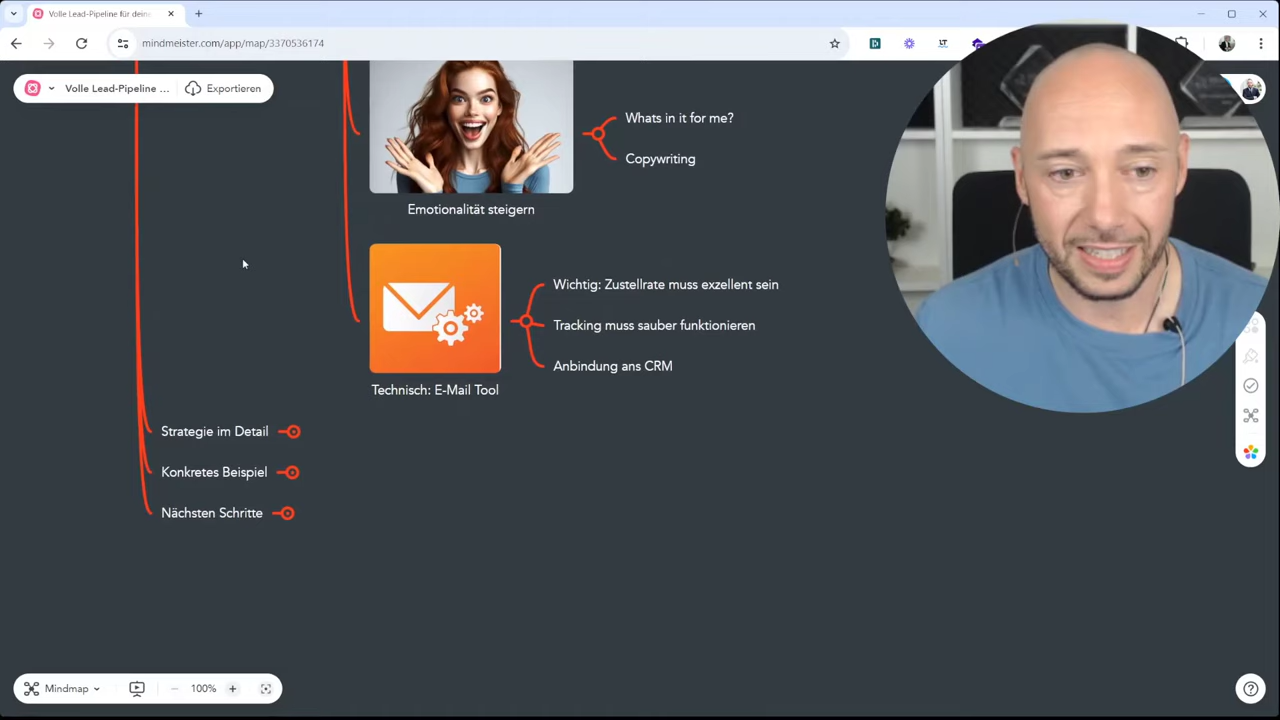 Volle Lead-Pipeline für deine
mindmeister.com/app/map/3370536174
LT
Volle Lead-Pipeline ...
Exportieren
Whats in it for me?
Copywriting
Emotionalität steigern
Wichtig: Zustellrate muss exzellent sein
Tracking muss sauber funktionieren
Anbindung ans CRM
Technisch: E-Mail Tool
Strategie im Detail
Konkretes Beispiel
Nächsten Schritte
Mindmap
100%